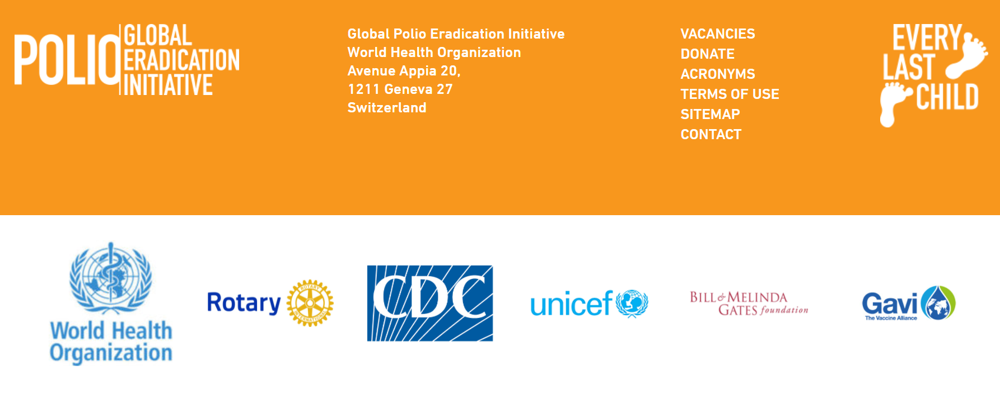 POLIO
GLOBAL
ERADICATION
INITIATIVE
Global Polio Eradication Initiative
World Health Organization
Avenue Appia 20,
1211 Geneva 27
Switzerland
VACANCIES
DONATE
ACRONYMS
TERMS OF USE
SITEMAP
CONTACT
EVERY
LAST
CHILD
World Health
Organization
Rotary
ROTARY
INTERNATIONAL
CDC
unicef
BILL & MELINDA
GATES foundation
Gavi
The Vaccine Alliance